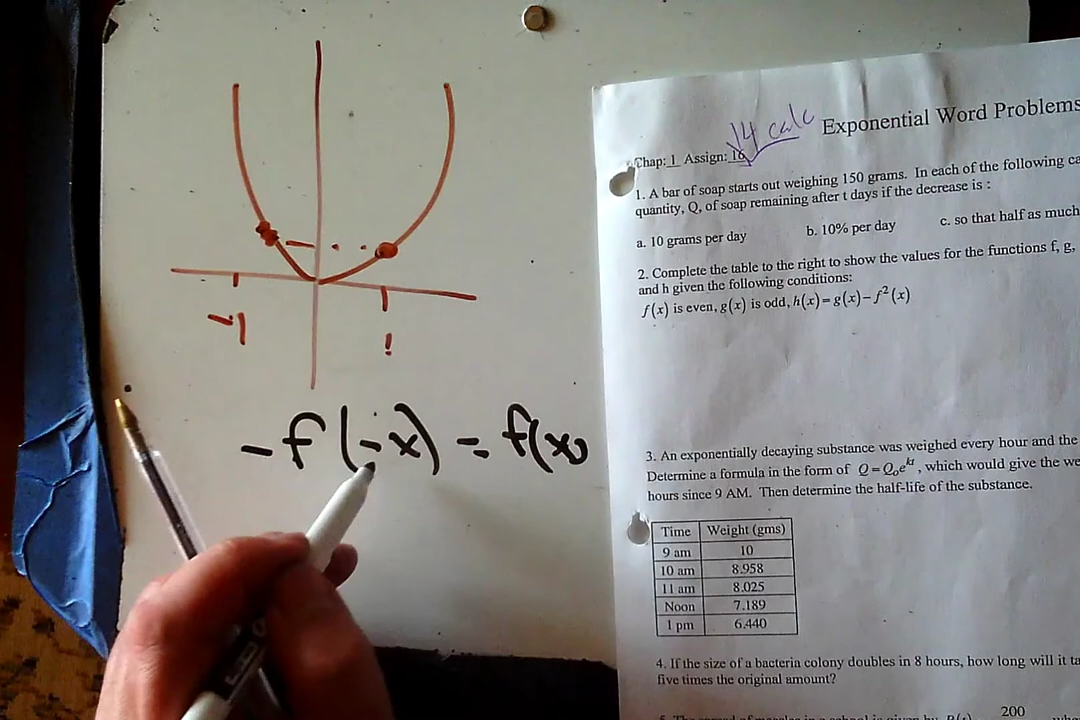 -1
1
-f(-x) = f(x)
14 calc
Exponential Word Problems
Chap: 1 Assign: 16
1. A bar of soap starts out weighing 150 grams. In each of the following
quantity, Q, of soap remaining after t days if the decrease is :
a. 10 grams per day b. 10% per day c. so that half as much
2. Complete the table to the right to show the values for the functions f, g,
and h given the following conditions:
f(x) is even, g(x) is odd, h(x) = g(x) − f²(x)
3. An exponentially decaying substance was weighed every hour and the
Determine a formula in the form of Q = Q₀eᵏᵗ, which would give the
hours since 9 AM. Then determine the half-life of the substance.
Time Weight (gms)
9 am 10
10 am 8.958
11 am 8.025
Noon 7.189
1 pm 6.440
4. If the size of a bacteria colony doubles in 8 hours, how long will it
five times the original amount?
200